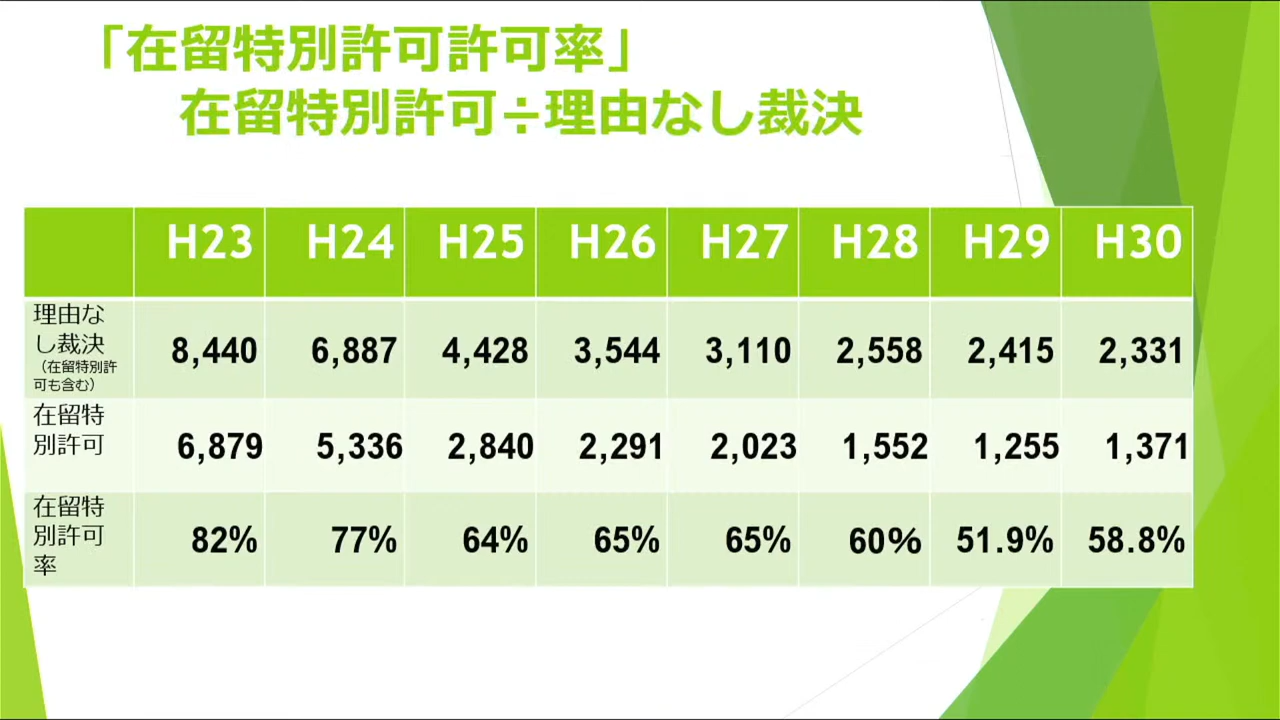 「在留特別許可許可率」
在留特別許可÷理由なし裁決
H23 H24 H25 H26 H27 H28 H29 H30
理由な
し裁決
（在留特別許
可も含む）
8,440 6,887 4,428 3,544 3,110 2,558 2,415 2,331
在留特
別許可
6,879 5,336 2,840 2,291 2,023 1,552 1,255 1,371
在留特
別許可
率
82% 77% 64% 65% 65% 60% 51.9% 58.8%